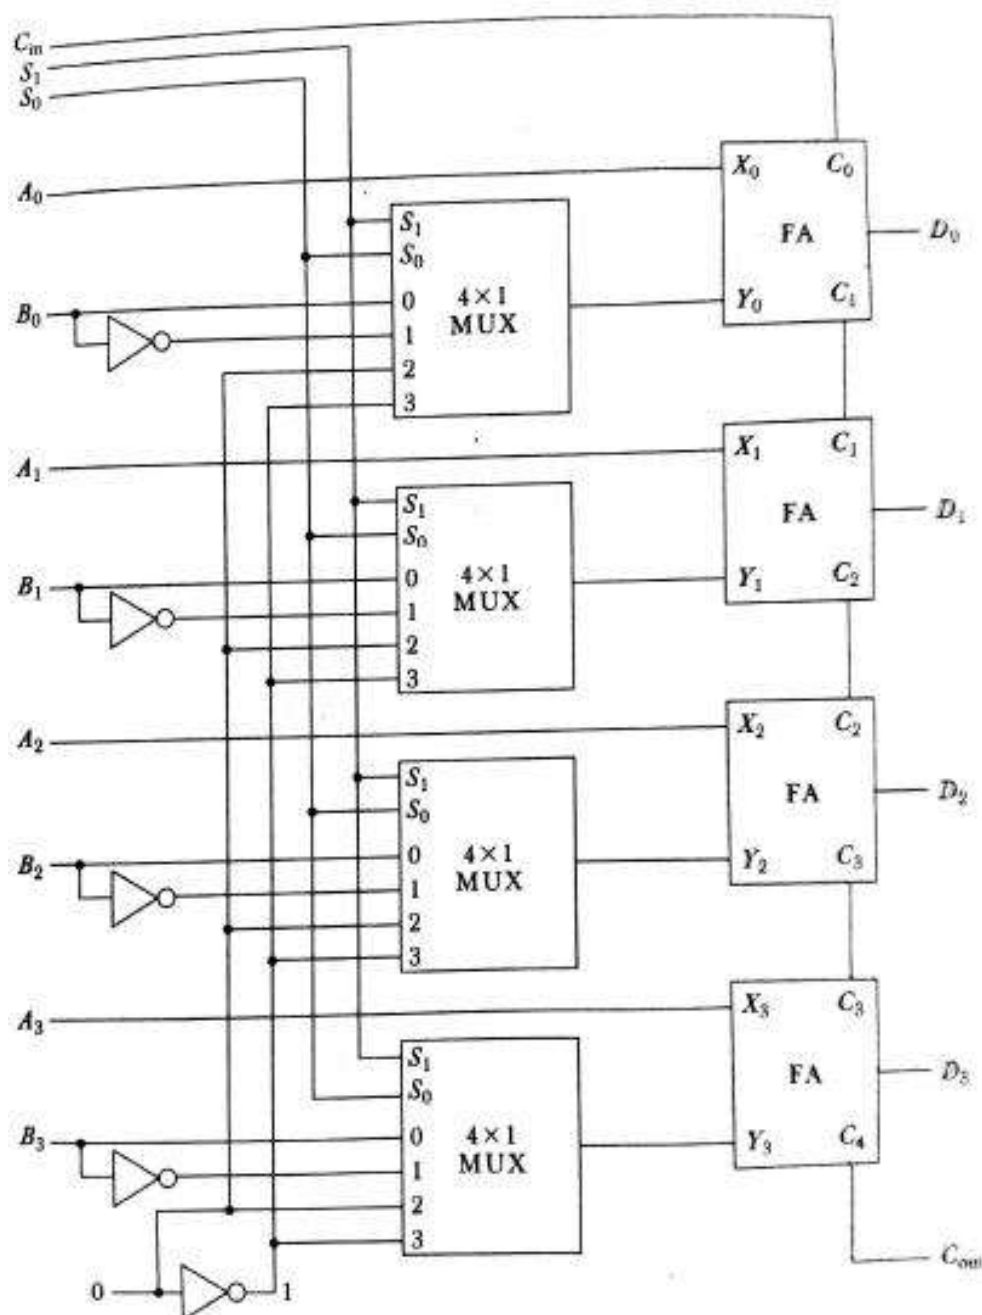 C_in
S_1
S_0
A_0
X_0 C_0
FA
D_0
Y_0 C_1
S_1
S_0
0
1
2
3
4×1
MUX
B_0
A_1
X_1 C_1
FA
D_1
Y_1 C_2
S_1
S_0
0
1
2
3
4×1
MUX
B_1
A_2
X_2 C_2
FA
D_2
Y_2 C_3
S_1
S_0
0
1
2
3
4×1
MUX
B_2
A_3
X_3 C_3
FA
D_3
Y_3 C_4
S_1
S_0
0
1
2
3
4×1
MUX
B_3
0
1
C_out